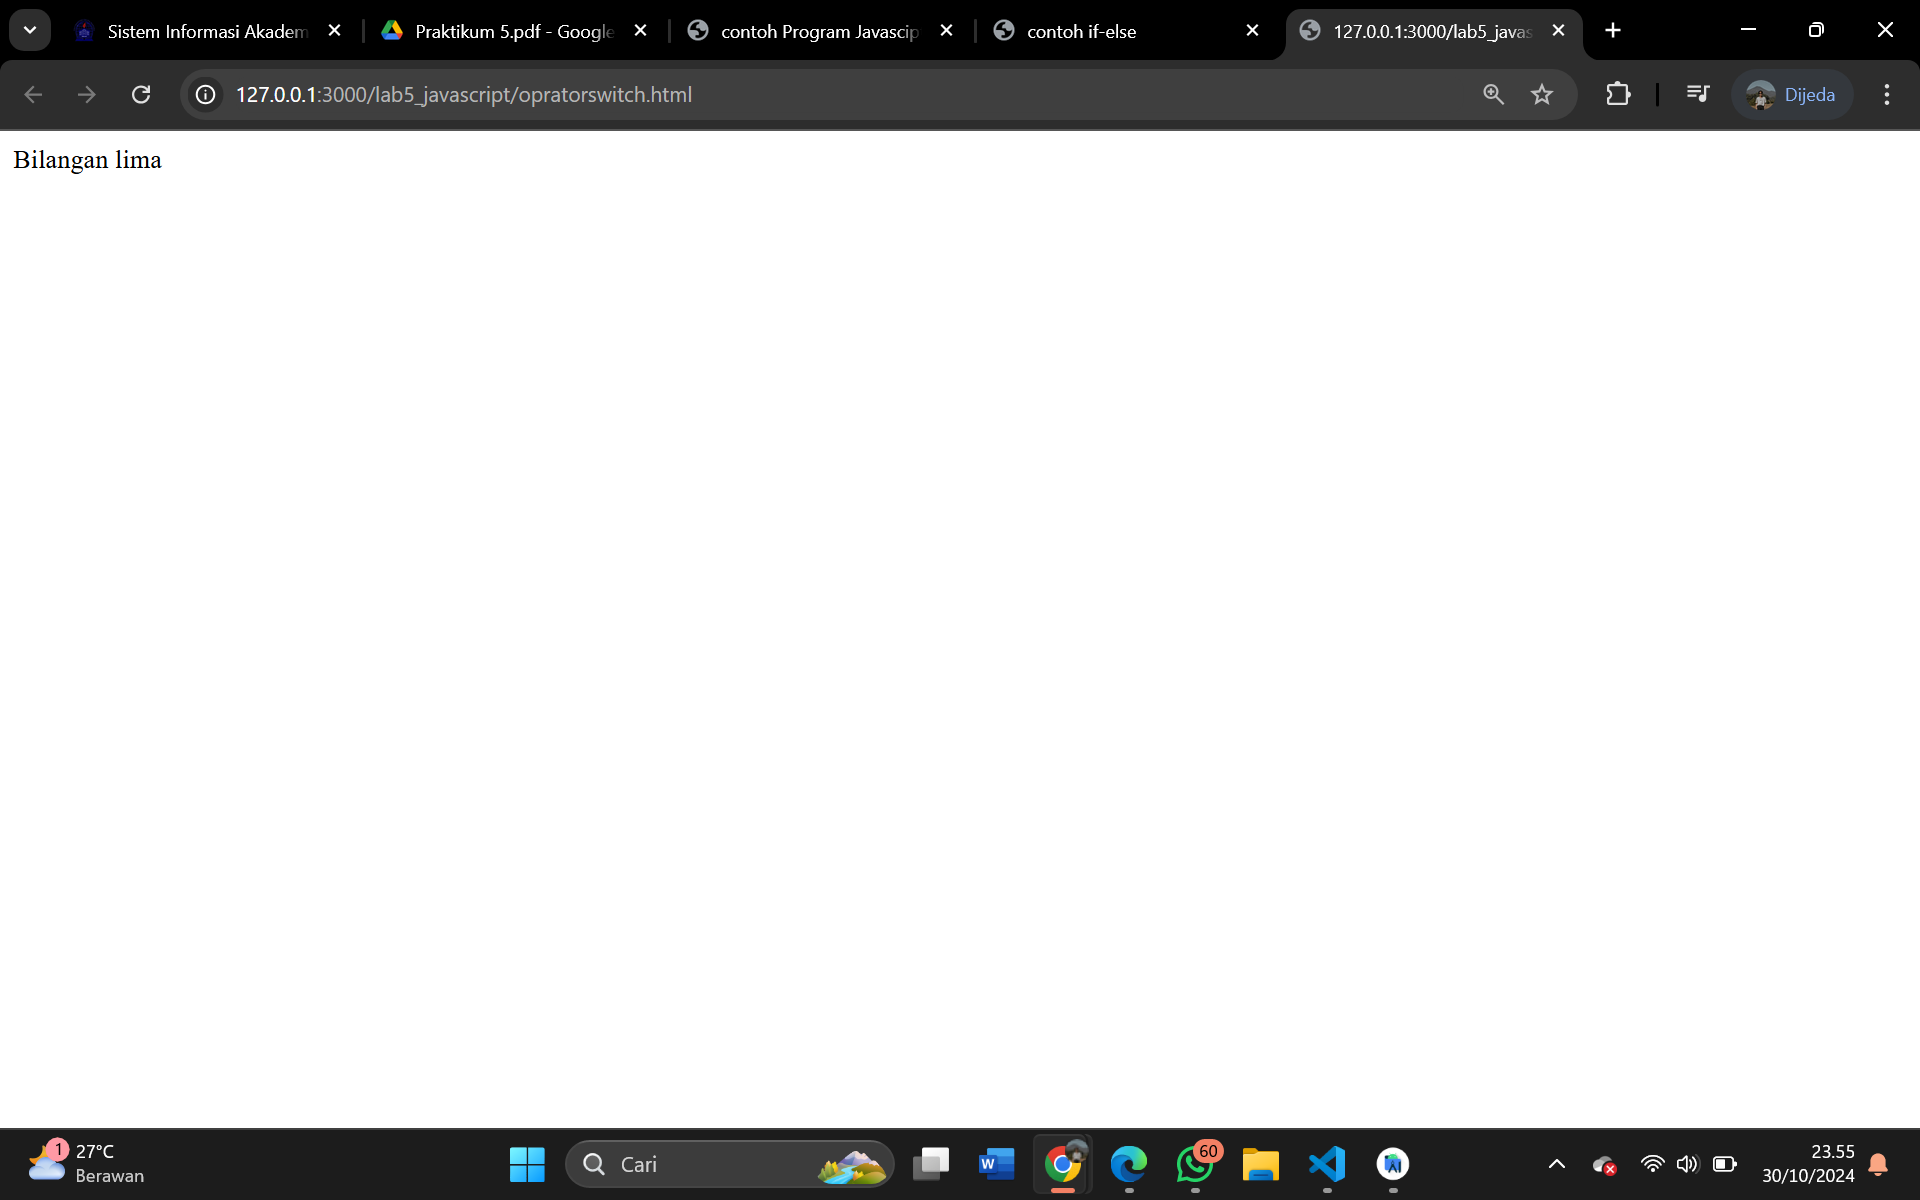 Sistem Informasi Akadem
Praktikum 5.pdf - Google
contoh Program Javascip
contoh if-else
127.0.0.1:3000/lab5_javas
127.0.0.1:3000/lab5_javascript/opratorswitch.html
Dijeda
Bilangan lima
1
27°C
Berawan
Cari
W
60
23.55
30/10/2024